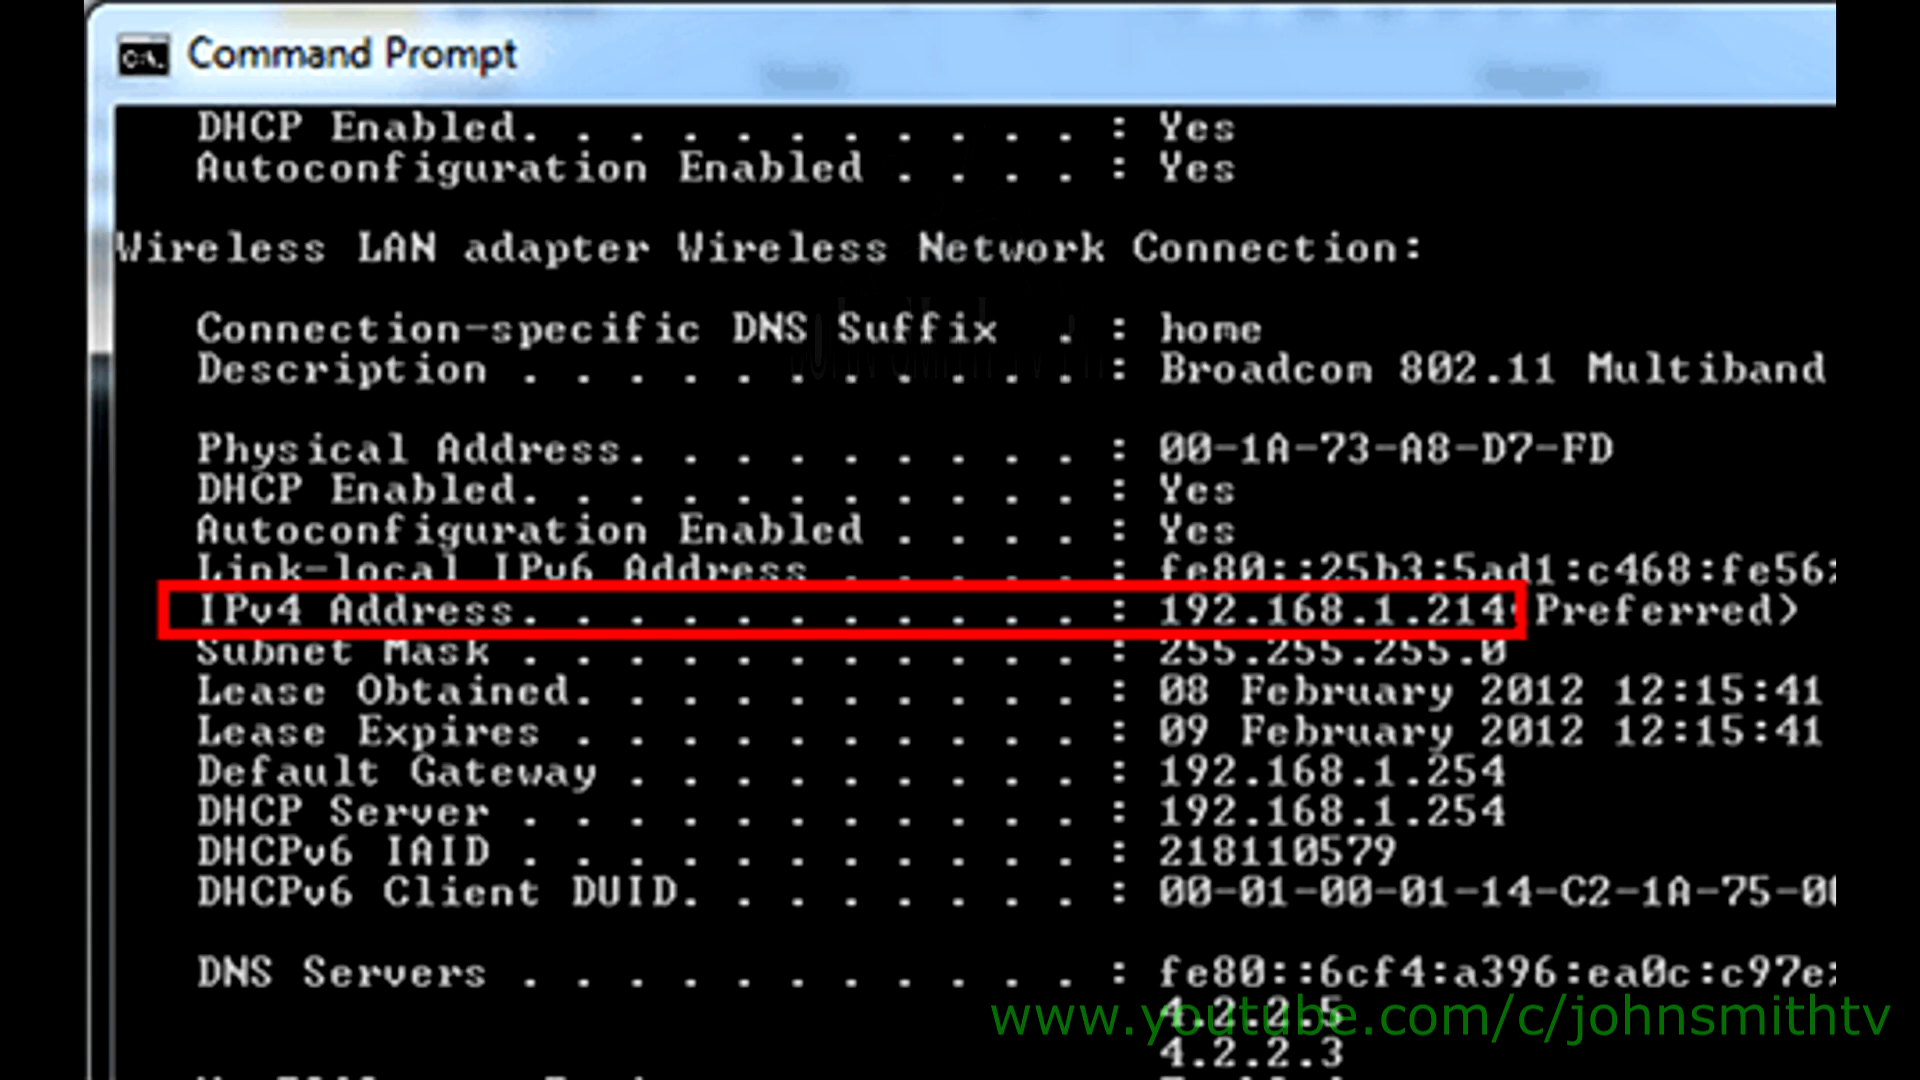 Command Prompt
DHCP Enabled. . . . . . . . . . . : Yes
Autoconfiguration Enabled . . . . : Yes
Wireless LAN adapter Wireless Network Connection:
Connection-specific DNS Suffix . : home
Description . . . . . . . . . . . : Broadcom 802.11 Multiband
Physical Address. . . . . . . . . : 00-1A-73-A8-D7-FD
DHCP Enabled. . . . . . . . . . . : Yes
Autoconfiguration Enabled . . . . : Yes
Link-local IPv6 Address . . . . . : fe80::25b3:5ad1:c468:fe56:
IPv4 Address. . . . . . . . . . . : 192.168.1.214 Preferred>
Subnet Mask . . . . . . . . . . . : 255.255.255.0
Lease Obtained. . . . . . . . . . : 08 February 2012 12:15:41
Lease Expires . . . . . . . . . . : 09 February 2012 12:15:41
Default Gateway . . . . . . . . . : 192.168.1.254
DHCP Server . . . . . . . . . . . : 192.168.1.254
DHCPv6 IAID . . . . . . . . . . . : 218110579
DHCPv6 Client DUID. . . . . . . . : 00-01-00-01-14-C2-1A-75-0
DNS Servers . . . . . . . . . . . : fe80::6cf4:a396:ea0c:c97e:
4.2.2.5
www.youtube.com/c/johnsmithtv
4.2.2.3